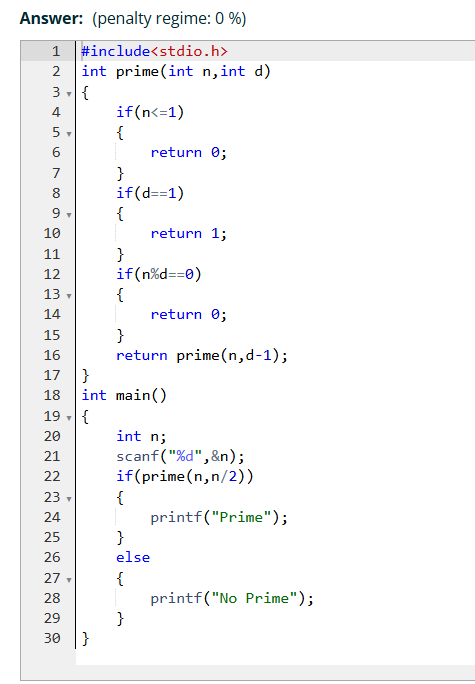 Answer: (penalty regime: 0 %)
1 #include<stdio.h>
2 int prime(int n,int d)
3 {
4     if(n<=1)
5     {
6         return 0;
7     }
8     if(d==1)
9     {
10         return 1;
11     }
12     if(n%d==0)
13     {
14         return 0;
15     }
16     return prime(n,d-1);
17 }
18 int main()
19 {
20     int n;
21     scanf("%d",&n);
22     if(prime(n,n/2))
23     {
24         printf("Prime");
25     }
26     else
27     {
28         printf("No Prime");
29     }
30 }